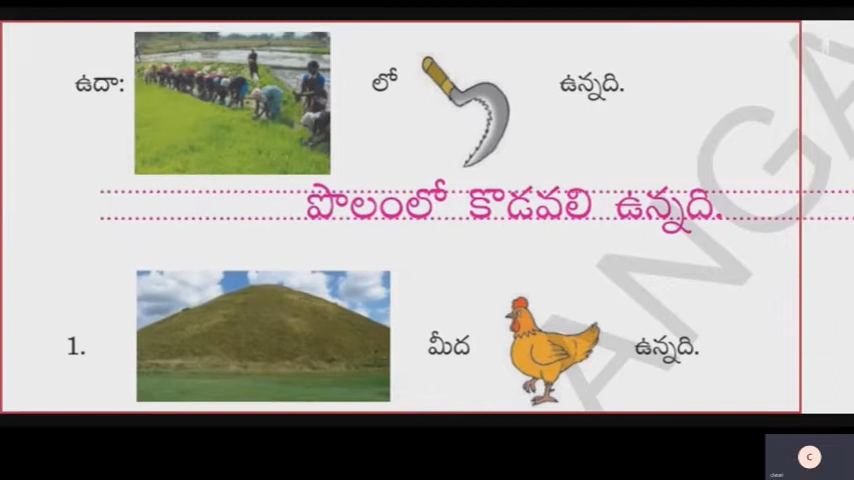 ఉదా: లో ఉన్నది.
పొలంలో కొడవలి ఉన్నది.
1. మీద ఉన్నది.
C